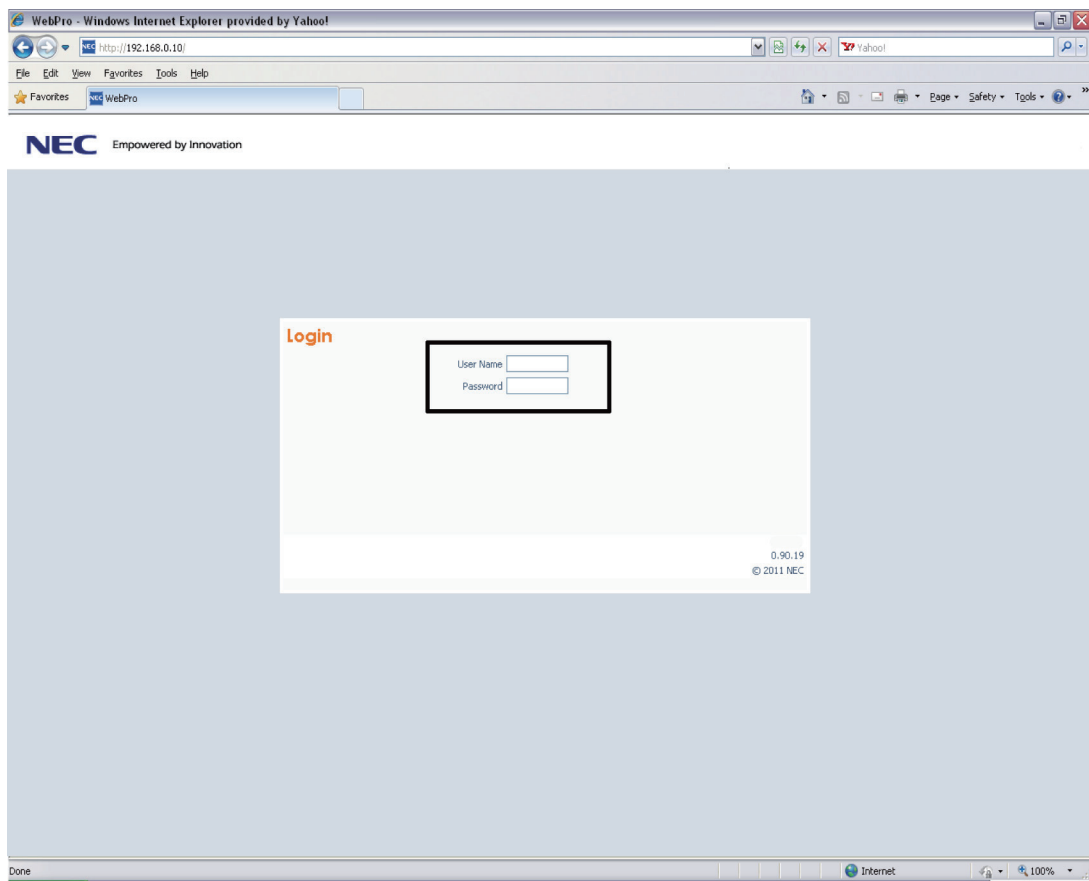 WebPro - Windows Internet Explorer provided by Yahoo!
NEC http://192.168.0.10/ Yahoo!
File Edit View Favorites Tools Help
Favorites NEC WebPro Page Safety Tools »
NEC Empowered by Innovation
Login
User Name
Password
0.90.19
© 2011 NEC
Done Internet 100%